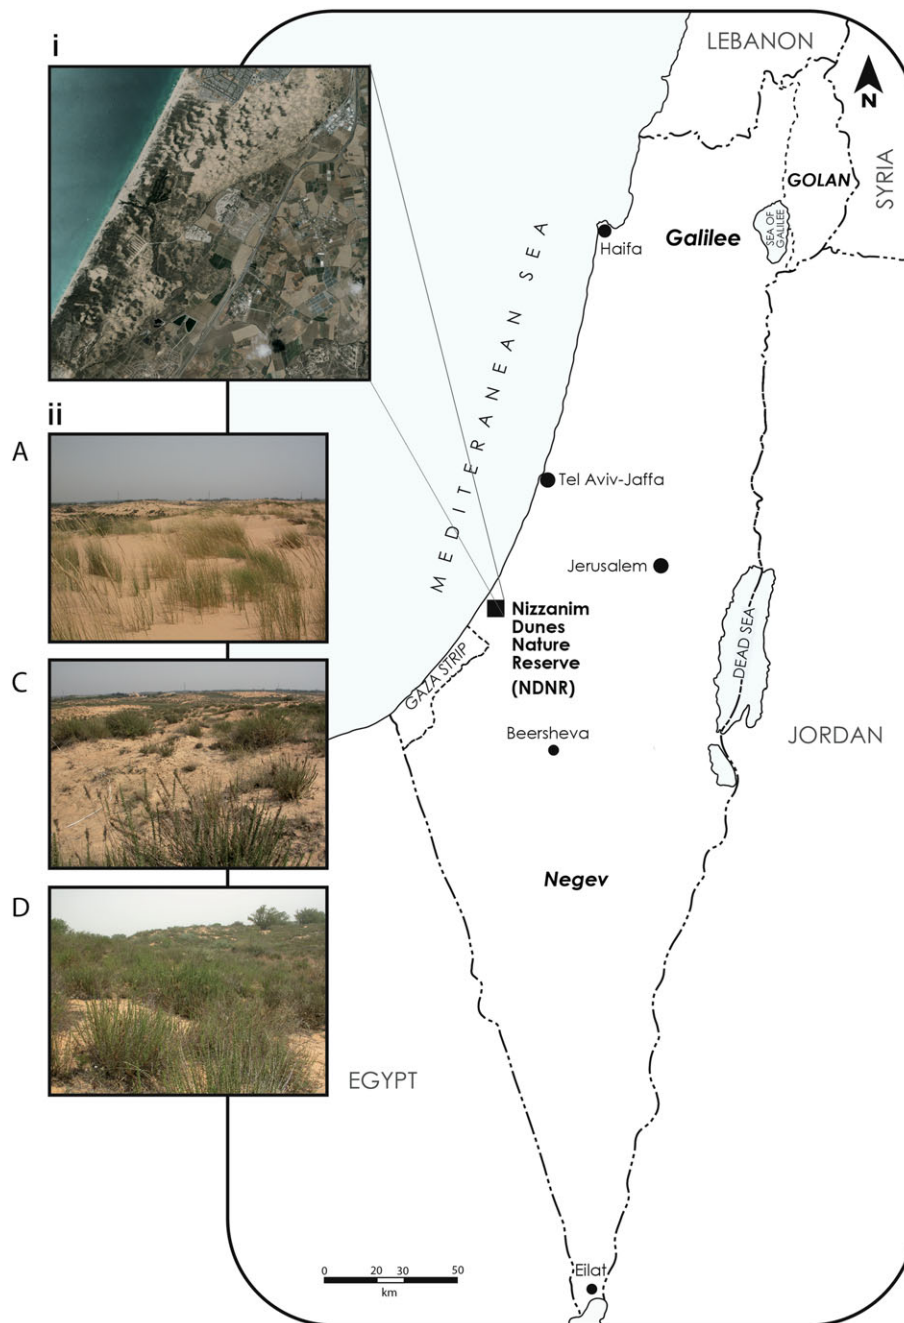 i
LEBANON
N
SYRIA
GOLAN
SEA OF
GALILEE
Galilee
Haifa
MEDITERANEAN SEA
ii
A
Tel Aviv-Jaffa
Jerusalem
Nizzanim
Dunes
Nature
Reserve
(NDNR)
GAZA STRIP
DEAD SEA
C
Beersheva
JORDAN
D
Negev
EGYPT
Eilat
0 20 30 50
km